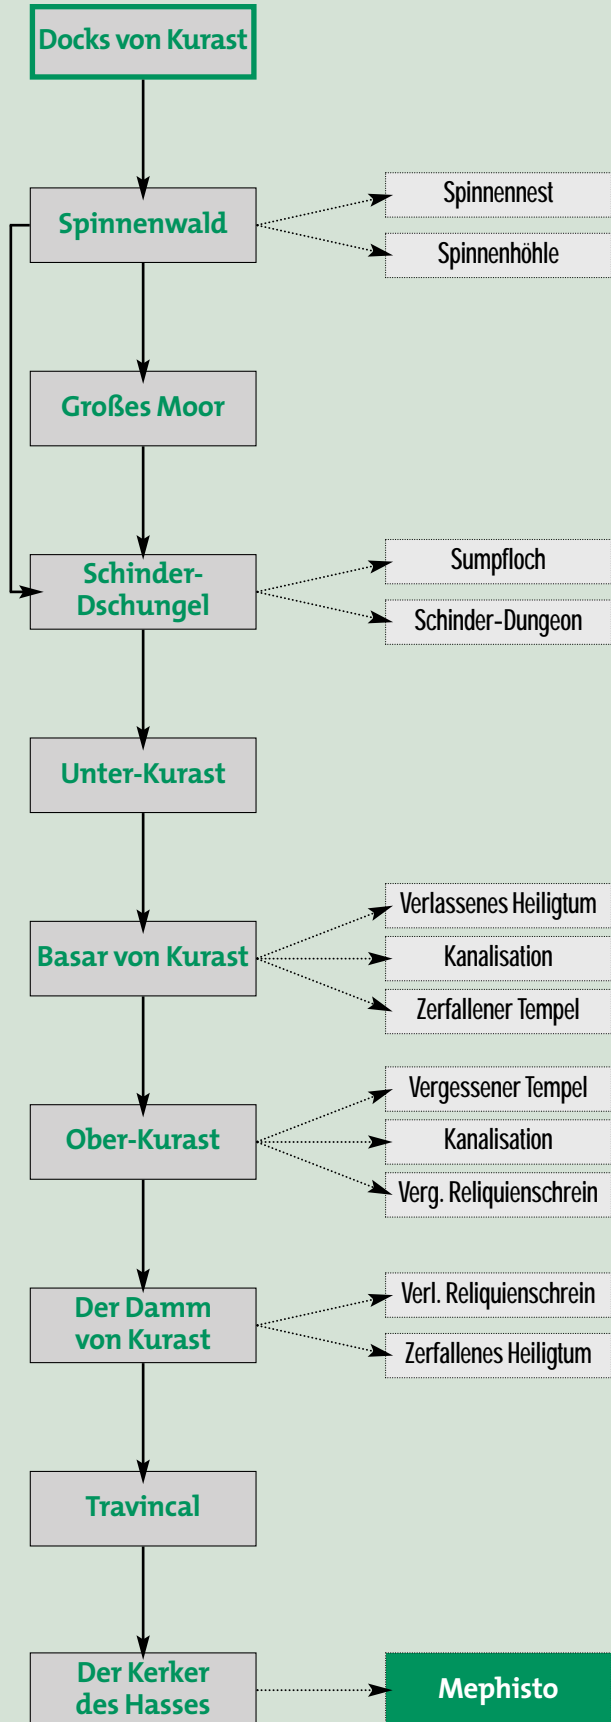 Docks von Kurast
Spinnenwald
Spinnennest
Spinnenhöhle
Großes Moor
Schinder-
Dschungel
Sumpfloch
Schinder-Dungeon
Unter-Kurast
Basar von Kurast
Verlassenes Heiligtum
Kanalisation
Zerfallener Tempel
Ober-Kurast
Vergessener Tempel
Kanalisation
Verg. Reliquienschrein
Der Damm
von Kurast
Verl. Reliquienschrein
Zerfallenes Heiligtum
Travincal
Der Kerker
des Hasses
Mephisto